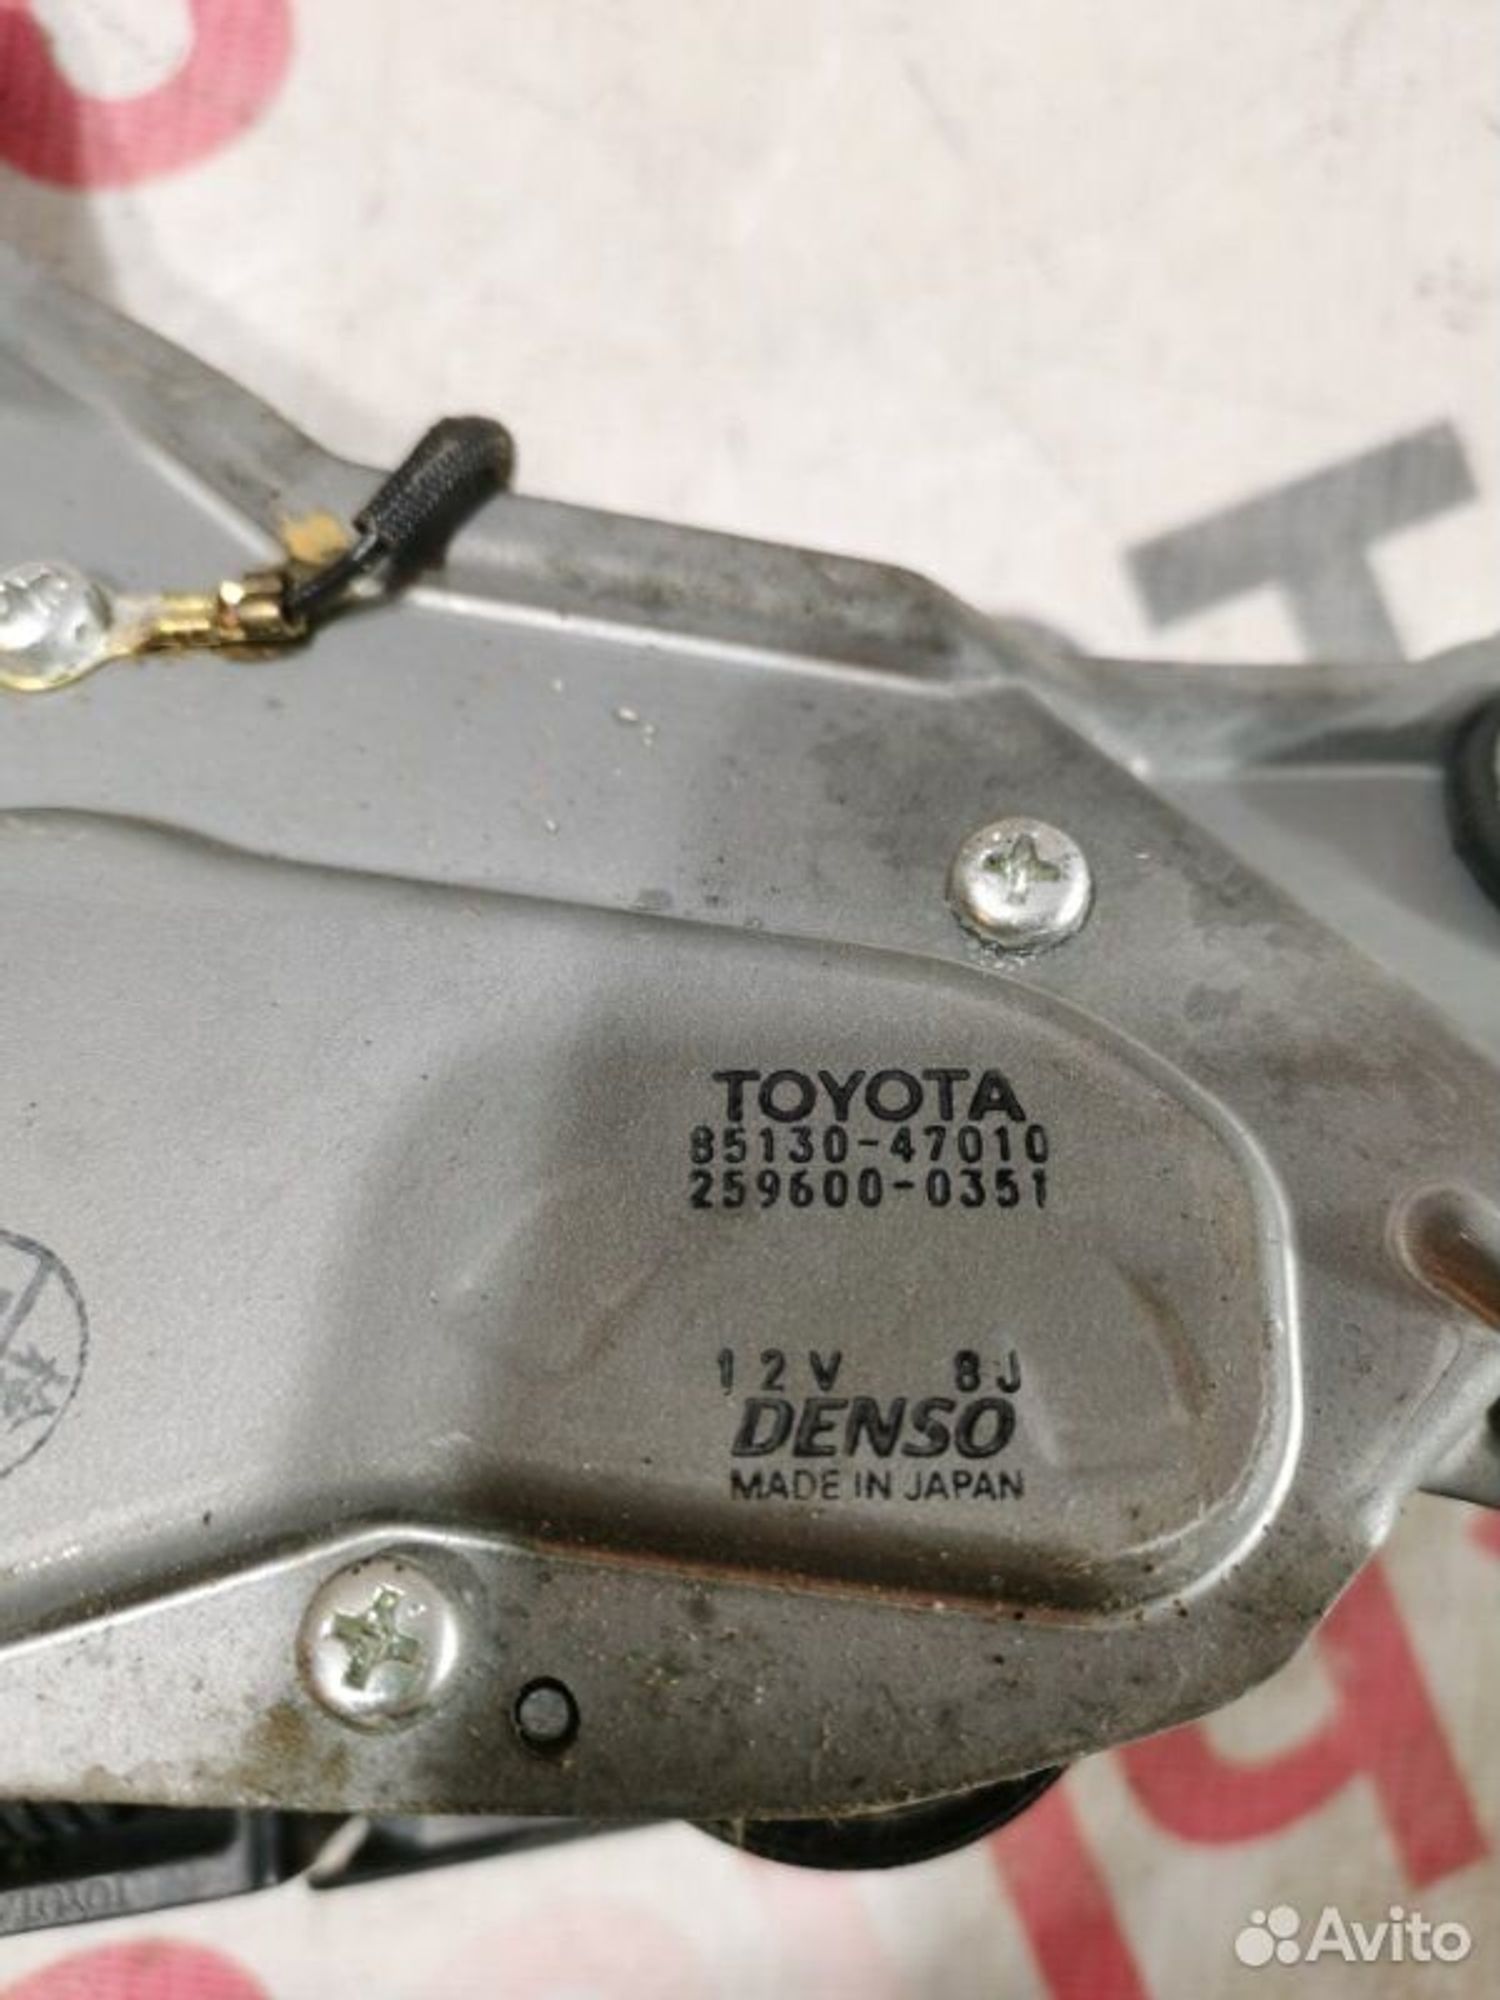 TOYOTA
85130-47010
259600-0351
12V 8J
DENSO
MADE IN JAPAN
Avito